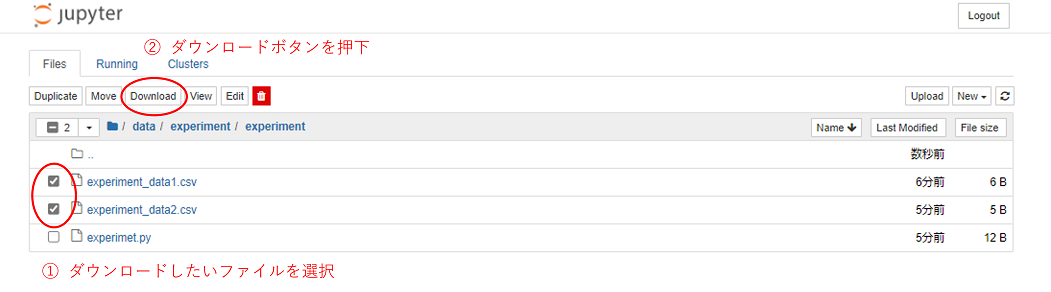 jupyter
Logout
② ダウンロードボタンを押下
Files Running Clusters
Duplicate Move Download View Edit Upload New
2 / data / experiment / experiment Name Last Modified File size
.. 数秒前
experiment_data1.csv 6分前 6 B
experiment_data2.csv 5分前 5 B
experimet.py 5分前 12 B
① ダウンロードしたいファイルを選択